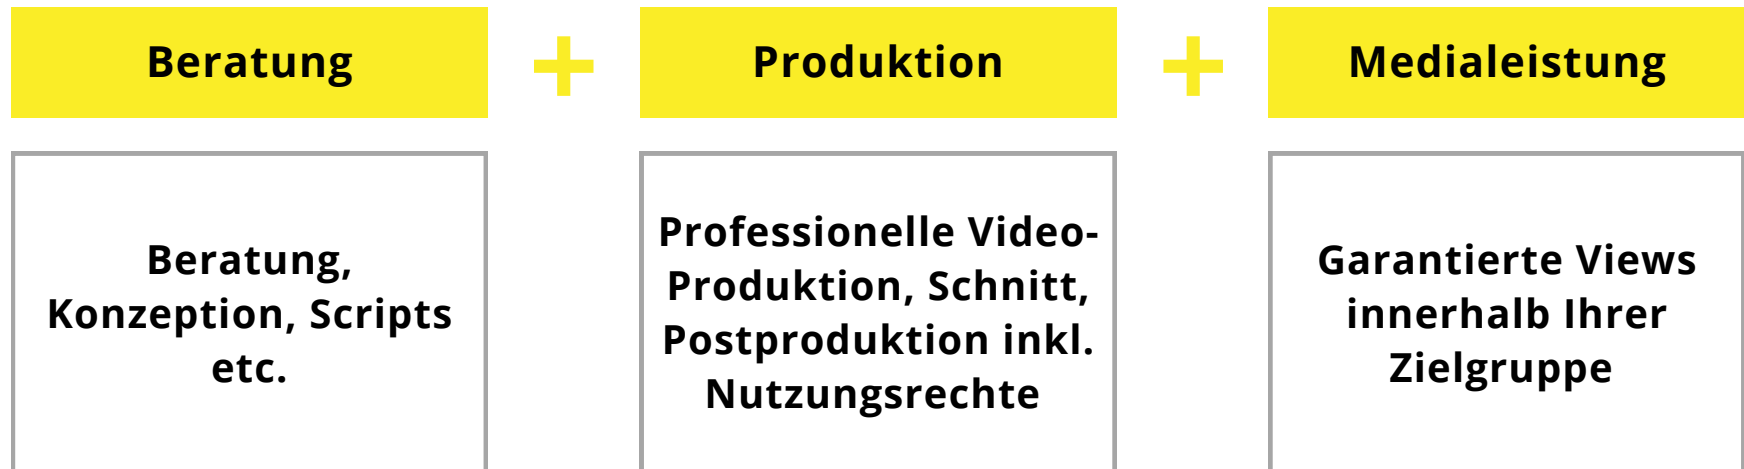 Beratung + Produktion + Medialeistung
Beratung,
Konzeption, Scripts
etc.
Professionelle Video-
Produktion, Schnitt,
Postproduktion inkl.
Nutzungsrechte
Garantierte Views
innerhalb Ihrer
Zielgruppe